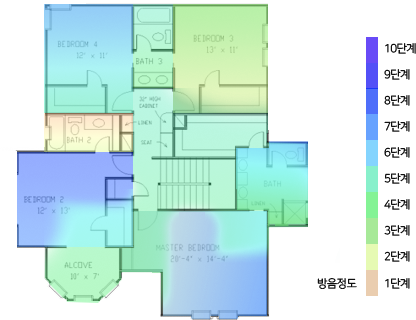 BEDROOM 4
12' x 11'
BEDROOM 3
13' x 11'
BATH 3
32" HIGH
CABINET
LINEN
SEAT
BATH 2
BEDROOM 2
12' x 13'
BATH
LINEN
MASTER BEDROOM
20'-4" x 14'-4"
ALCOVE
10' x 7'
10단계
9단계
8단계
7단계
6단계
5단계
4단계
3단계
2단계
방음정도 1단계